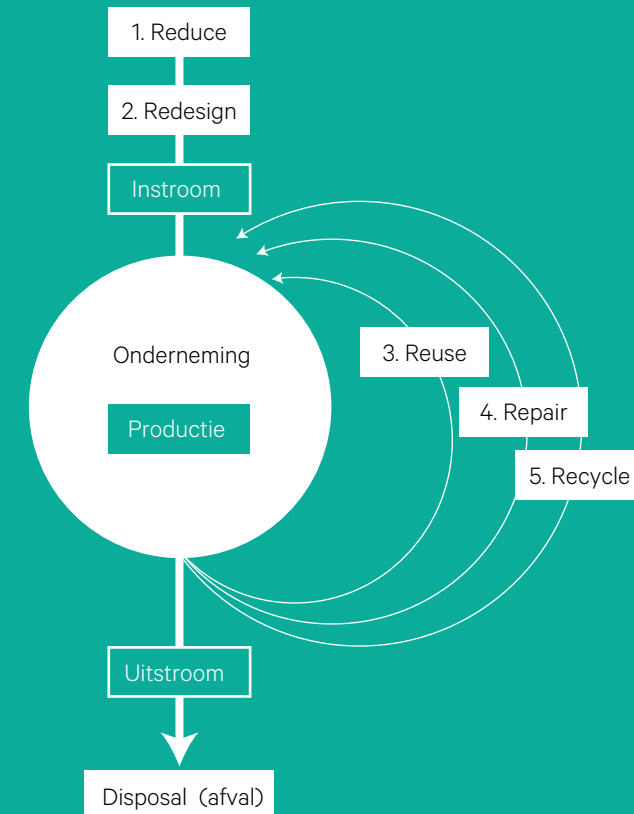 1. Reduce
2. Redesign
Instroom
Onderneming
Productie
3. Reuse
4. Repair
5. Recycle
Uitstroom
Disposal (afval)